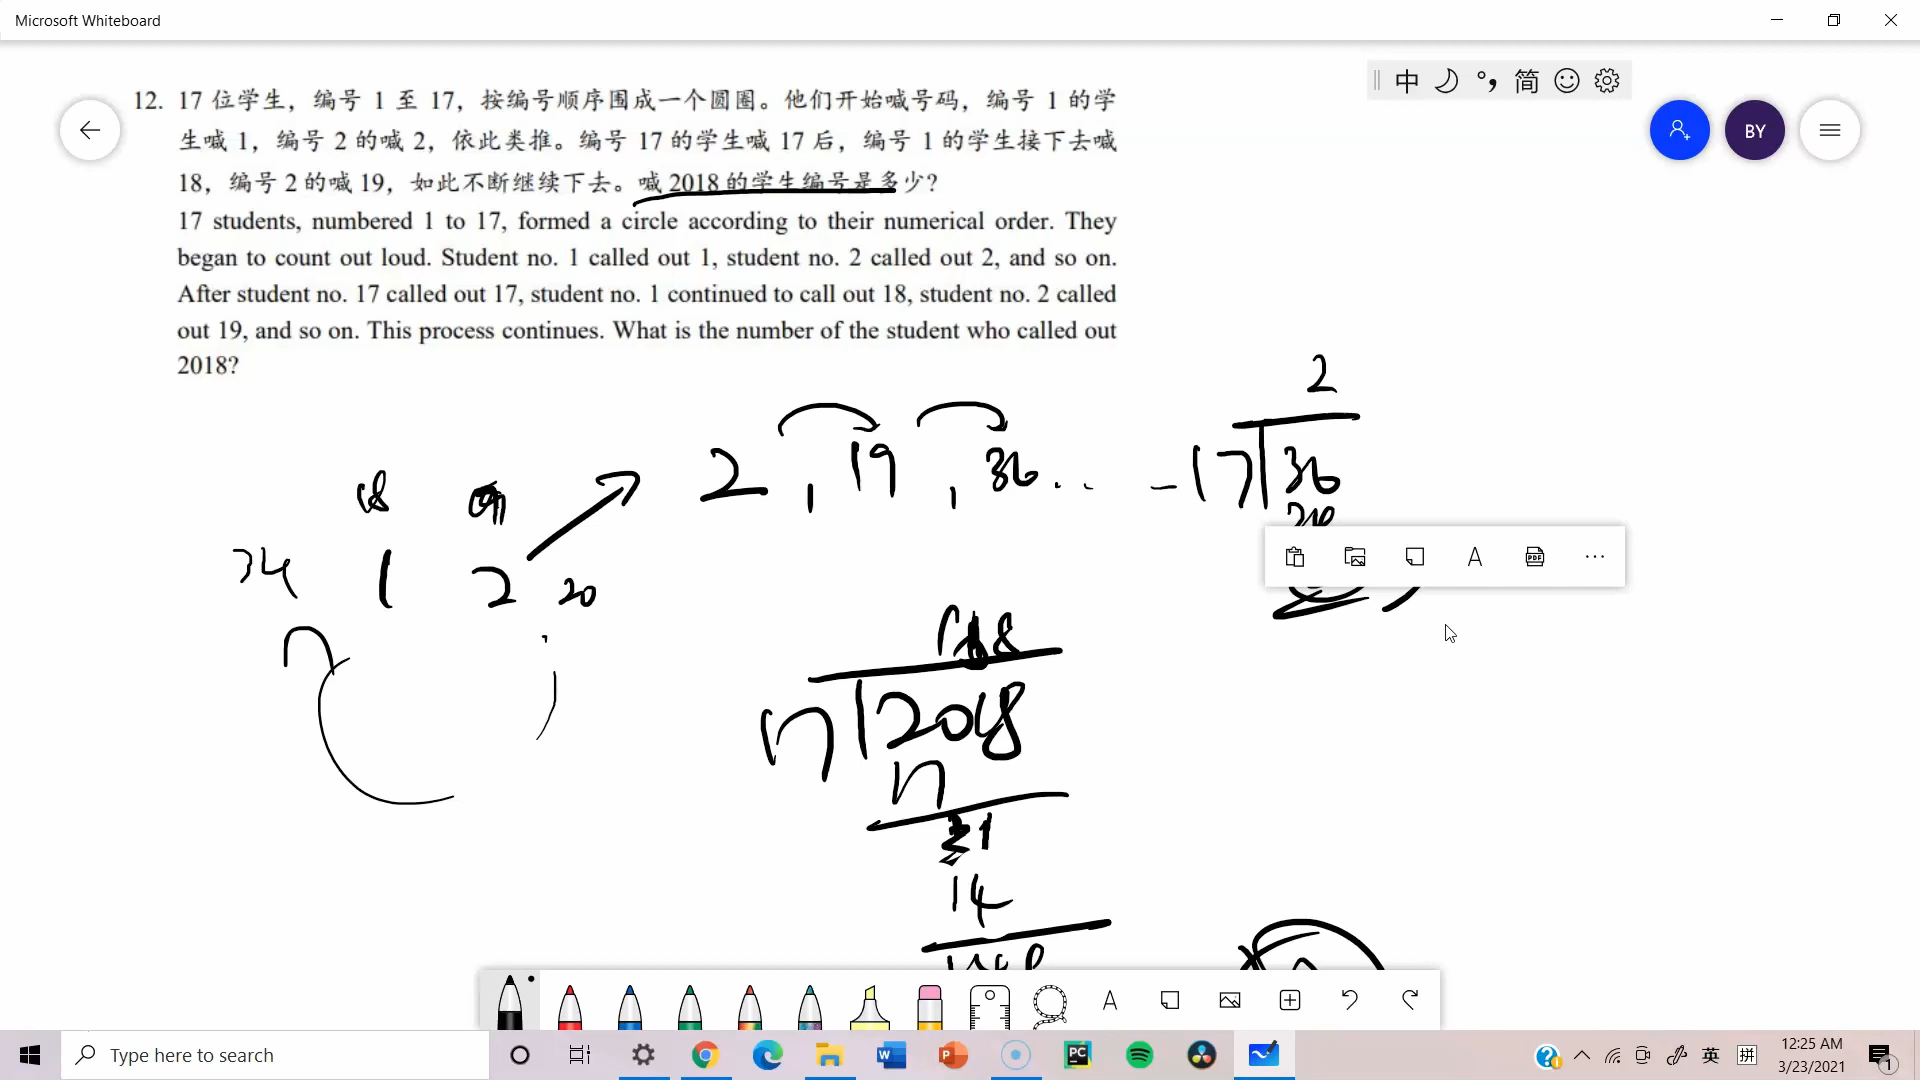 Microsoft Whiteboard
中 °, 简
BY
12. 17 位学生，编号 1 至 17，按编号顺序围成一个圆圈。他们开始喊号码，编号 1 的学
生喊 1，编号 2 的喊 2，依此类推。编号 17 的学生喊 17 后，编号 1 的学生接下去喊
18，编号 2 的喊 19，如此不断继续下去。喊 2018 的学生编号是多少?
17 students, numbered 1 to 17, formed a circle according to their numerical order. They
began to count out loud. Student no. 1 called out 1, student no. 2 called out 2, and so on.
After student no. 17 called out 17, student no. 1 continued to call out 18, student no. 2 called
out 19, and so on. This process continues. What is the number of the student who called out
2018?
2
2, 19, 36 ... 17 36
18 19
34 1 2 20
A PDF ...
17
17 2018
17
31
14
A
Type here to search
W P PC 英 拼
12:25 AM
3/23/2021
1